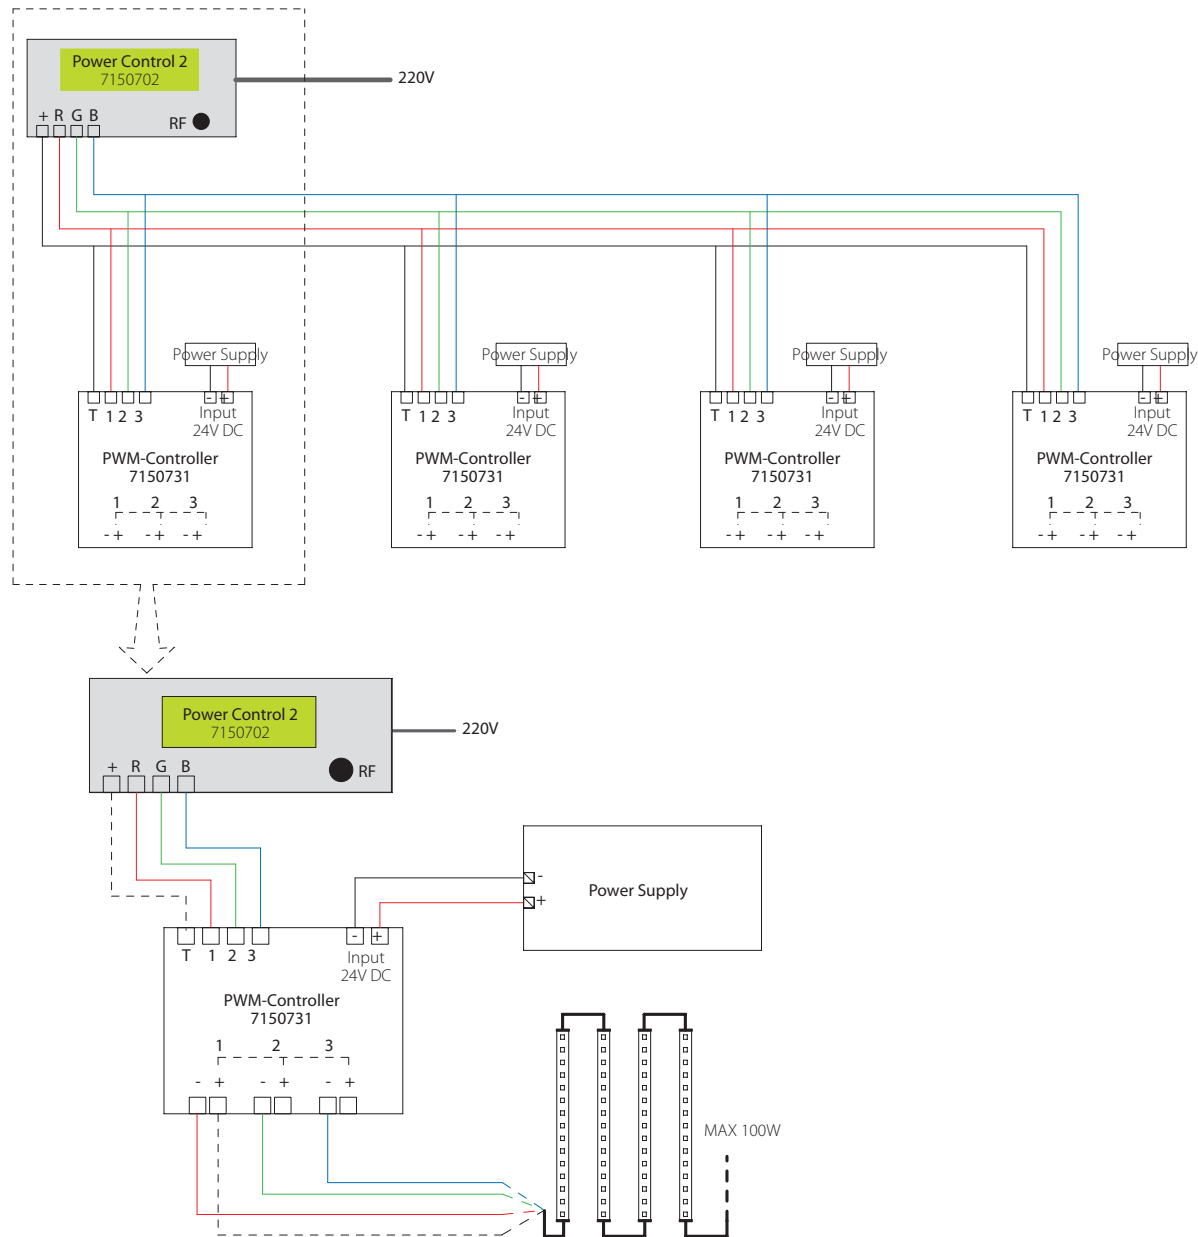 Power Control 2
7150702
220V
+ R G B
RF
Power Supply
Power Supply
Power Supply
Power Supply
T 1 2 3
- +
Input
24V DC
PWM-Controller
7150731
1 2 3
- + - + - +
T 1 2 3
- +
Input
24V DC
PWM-Controller
7150731
1 2 3
- + - + - +
T 1 2 3
- +
Input
24V DC
PWM-Controller
7150731
1 2 3
- + - + - +
T 1 2 3
- +
Input
24V DC
PWM-Controller
7150731
1 2 3
- + - + - +
Power Control 2
7150702
220V
+ R G B
RF
-
+
Power Supply
T 1 2 3
- +
Input
24V DC
PWM-Controller
7150731
1 2 3
- + - + - +
MAX 100W